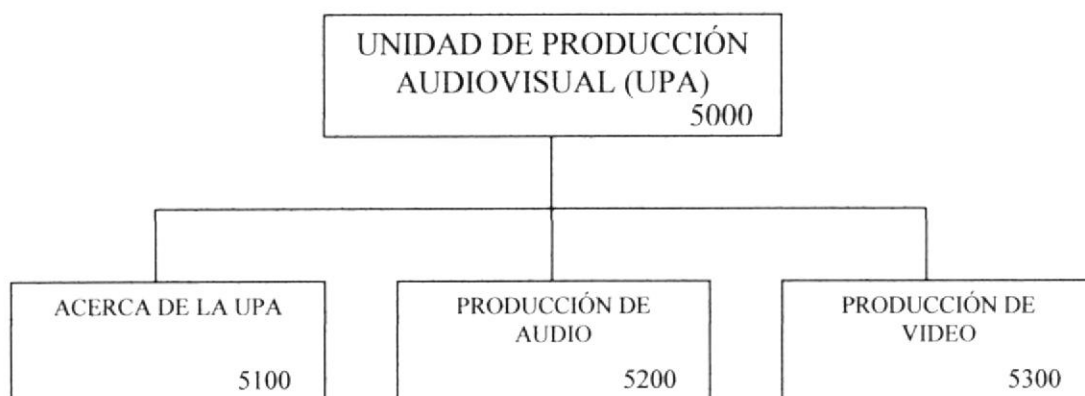 UNIDAD DE PRODUCCIÓN
AUDIOVISUAL (UPA)
5000
ACERCA DE LA UPA
5100
PRODUCCIÓN DE
AUDIO
5200
PRODUCCIÓN DE
VIDEO
5300